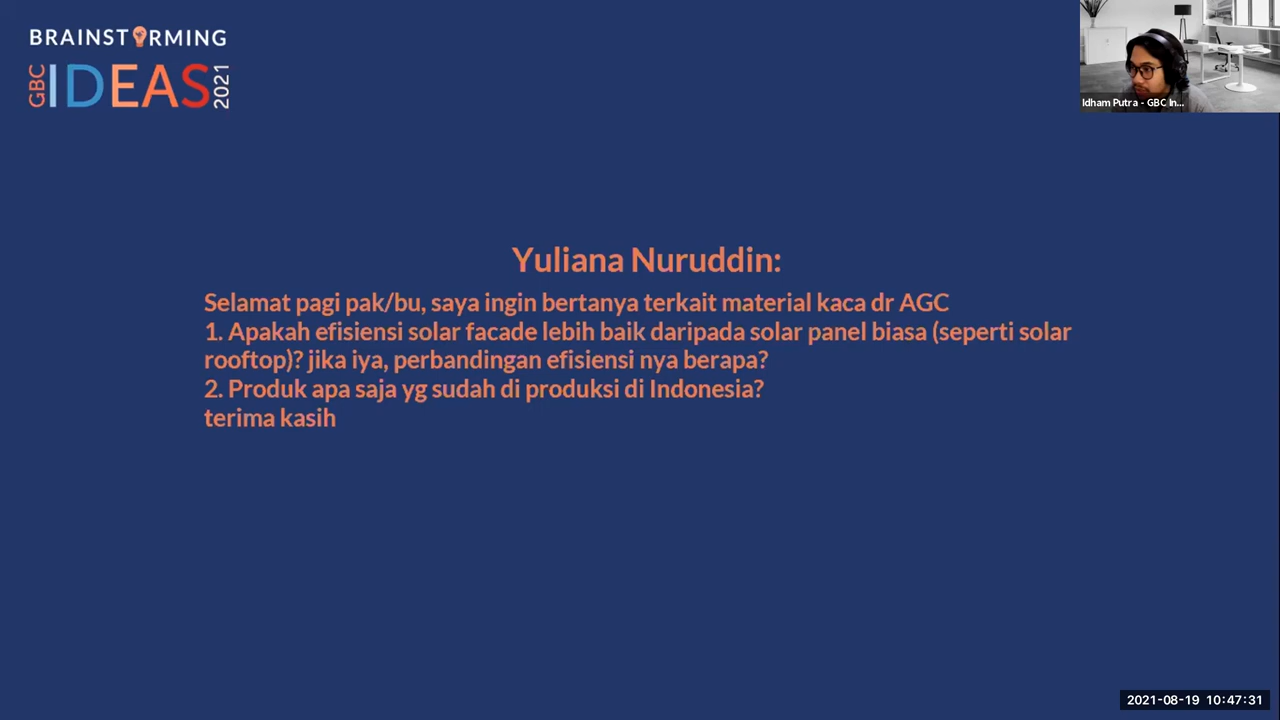 BRAINSTORMING
GBC IDEAS 2021
Idham Putra - GBC In...
Yuliana Nuruddin:
Selamat pagi pak/bu, saya ingin bertanya terkait material kaca dr AGC
1. Apakah efisiensi solar facade lebih baik daripada solar panel biasa (seperti solar
rooftop)? jika iya, perbandingan efisiensi nya berapa?
2. Produk apa saja yg sudah di produksi di Indonesia?
terima kasih
2021-08-19 10:47:31